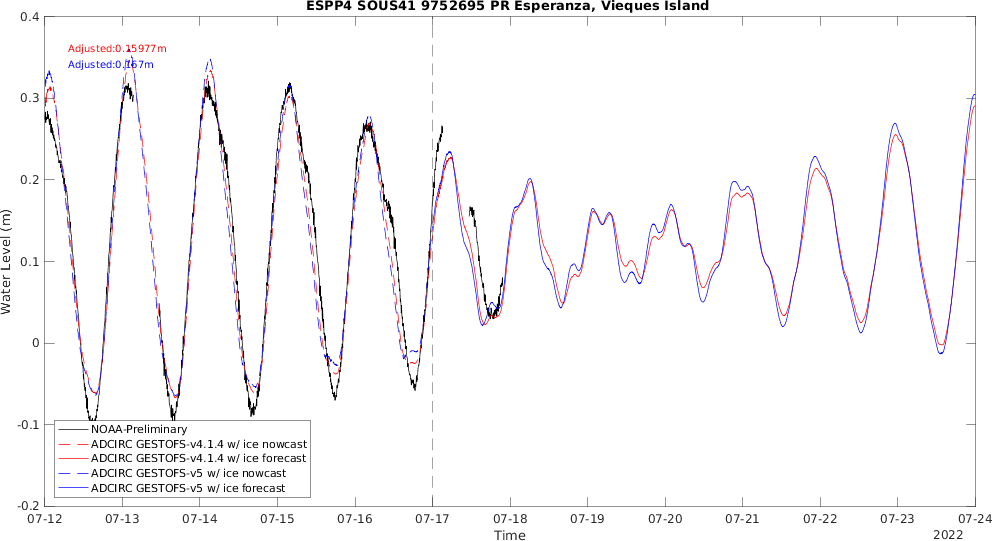 ESPP4 SOUS41 9752695 PR Esperanza, Vieques Island
0.4
Adjusted:0.15977m
Adjusted:0.167m
0.3
0.2
0.1
0
-0.1
-0.2
Water Level (m)
NOAA-Preliminary
ADCIRC GESTOFS-v4.1.4 w/ ice nowcast
ADCIRC GESTOFS-v4.1.4 w/ ice forecast
ADCIRC GESTOFS-v5 w/ ice nowcast
ADCIRC GESTOFS-v5 w/ ice forecast
07-12 07-13 07-14 07-15 07-16 07-17 07-18 07-19 07-20 07-21 07-22 07-23 07-24
Time
2022